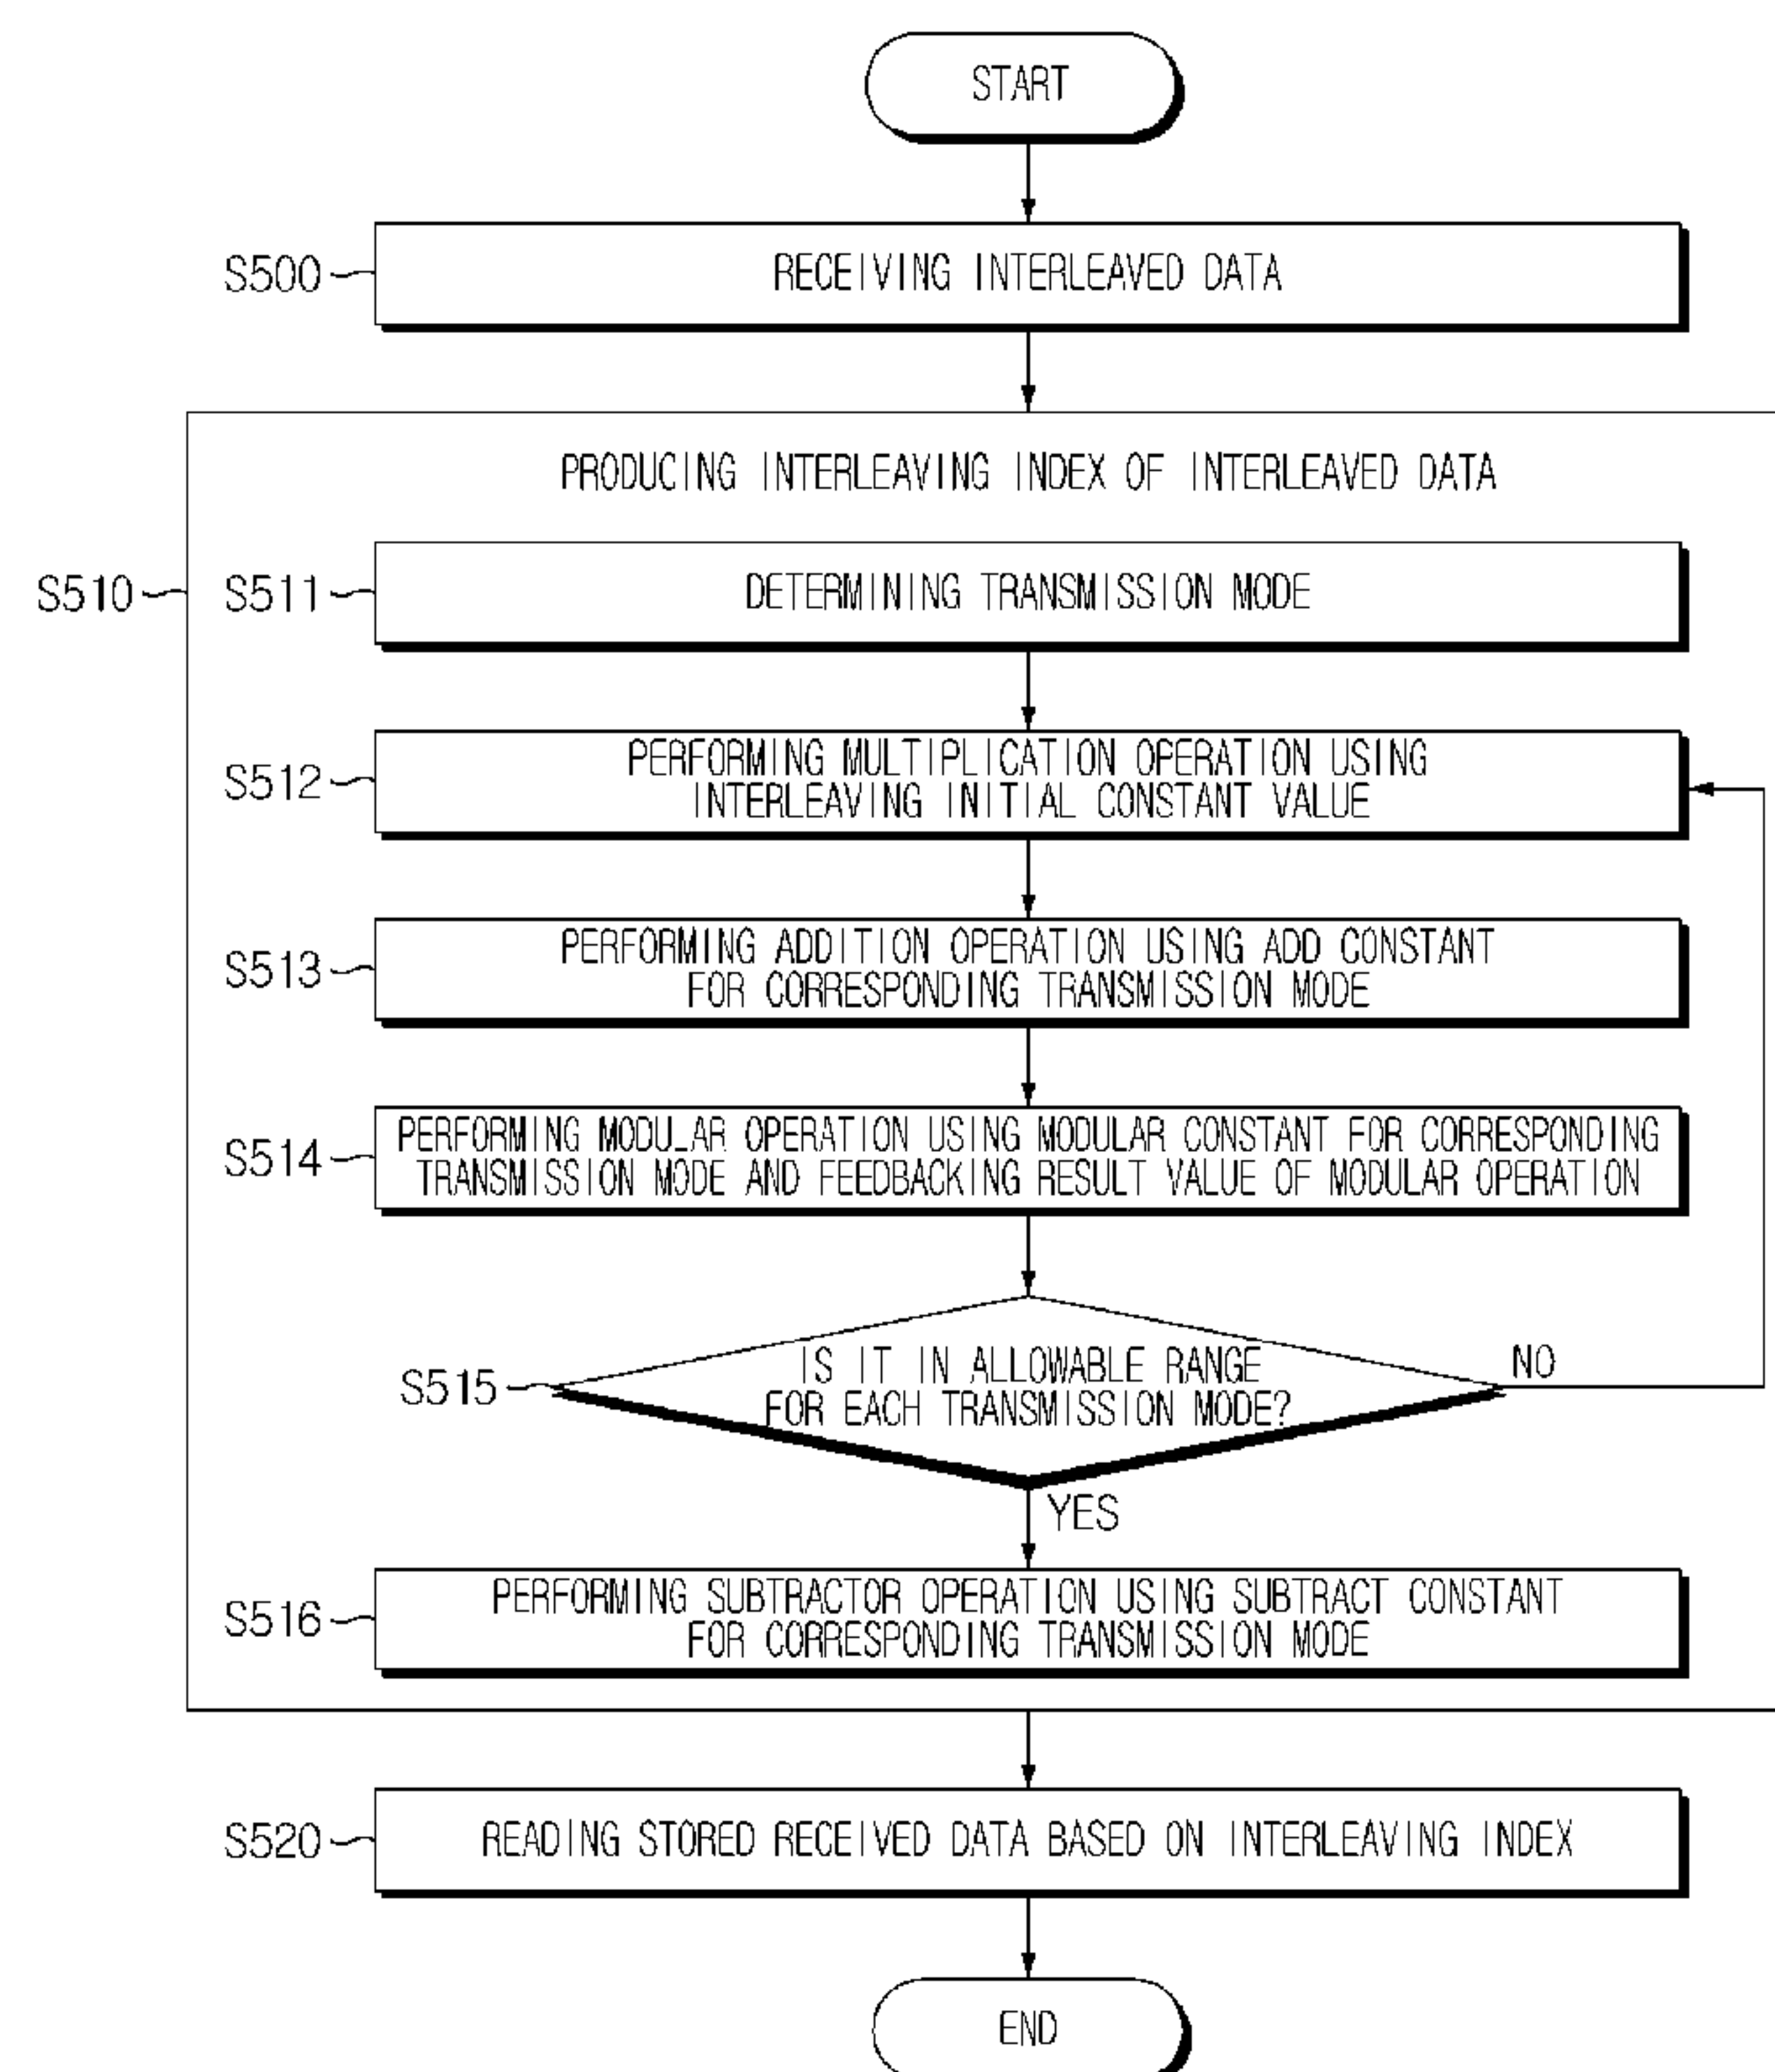 START
S500
RECEIVING INTERLEAVED DATA
PRODUCING INTERLEAVING INDEX OF INTERLEAVED DATA
S510
S511
DETERMINING TRANSMISSION MODE
S512
PERFORMING MULTIPLICATION OPERATION USING
INTERLEAVING INITIAL CONSTANT VALUE
S513
PERFORMING ADDITION OPERATION USING ADD CONSTANT
FOR CORRESPONDING TRANSMISSION MODE
S514
PERFORMING MODULAR OPERATION USING MODULAR CONSTANT FOR CORRESPONDING
TRANSMISSION MODE AND FEEDBACKING RESULT VALUE OF MODULAR OPERATION
S515
IS IT IN ALLOWABLE RANGE
FOR EACH TRANSMISSION MODE?
NO
YES
S516
PERFORMING SUBTRACTOR OPERATION USING SUBTRACT CONSTANT
FOR CORRESPONDING TRANSMISSION MODE
S520
READING STORED RECEIVED DATA BASED ON INTERLEAVING INDEX
END